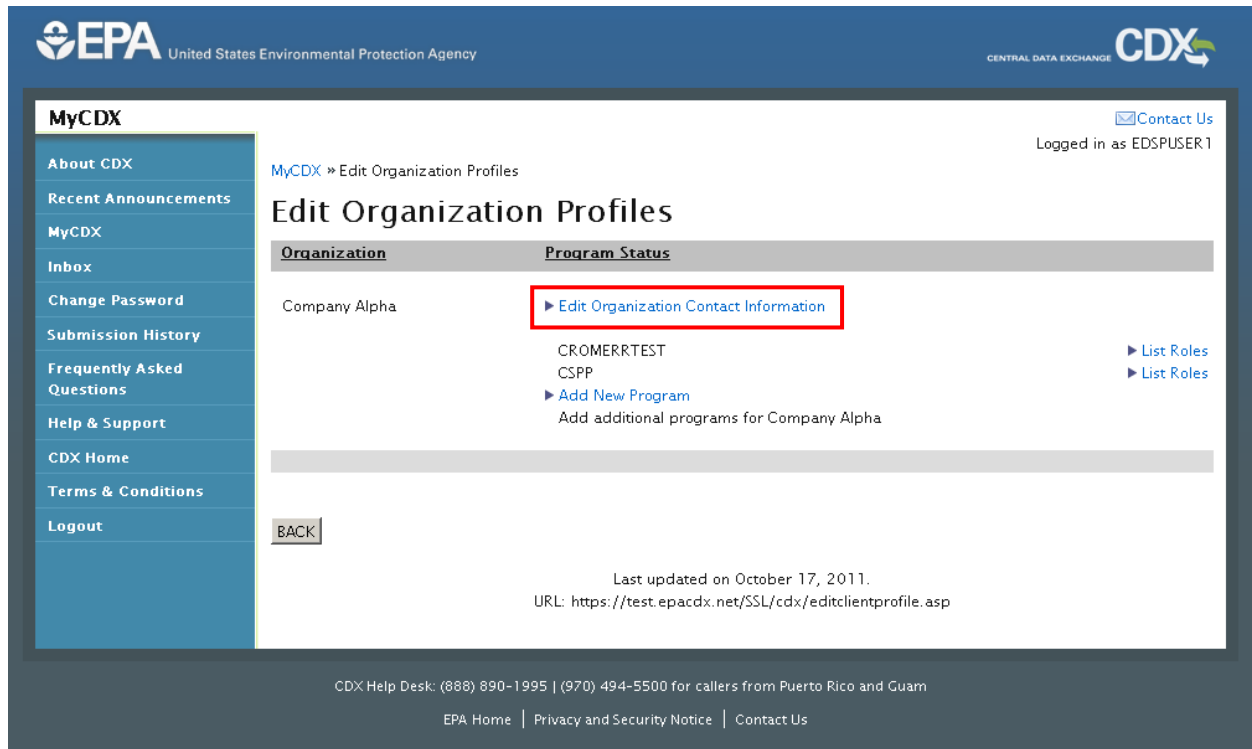 EPA United States Environmental Protection Agency
CENTRAL DATA EXCHANGE CDX
MyCDX
Contact Us
Logged in as EDSPUSER1
About CDX
Recent Announcements
MyCDX
Inbox
Change Password
Submission History
Frequently Asked
Questions
Help & Support
CDX Home
Terms & Conditions
Logout
MyCDX » Edit Organization Profiles
Edit Organization Profiles
Organization Program Status
Company Alpha Edit Organization Contact Information
CROMERRTEST List Roles
CSPP List Roles
Add New Program
Add additional programs for Company Alpha
BACK
Last updated on October 17, 2011.
URL: https://test.epacdx.net/SSL/cdx/editclientprofile.asp
CDX Help Desk: (888) 890-1995 | (970) 494-5500 for callers from Puerto Rico and Guam
EPA Home | Privacy and Security Notice | Contact Us